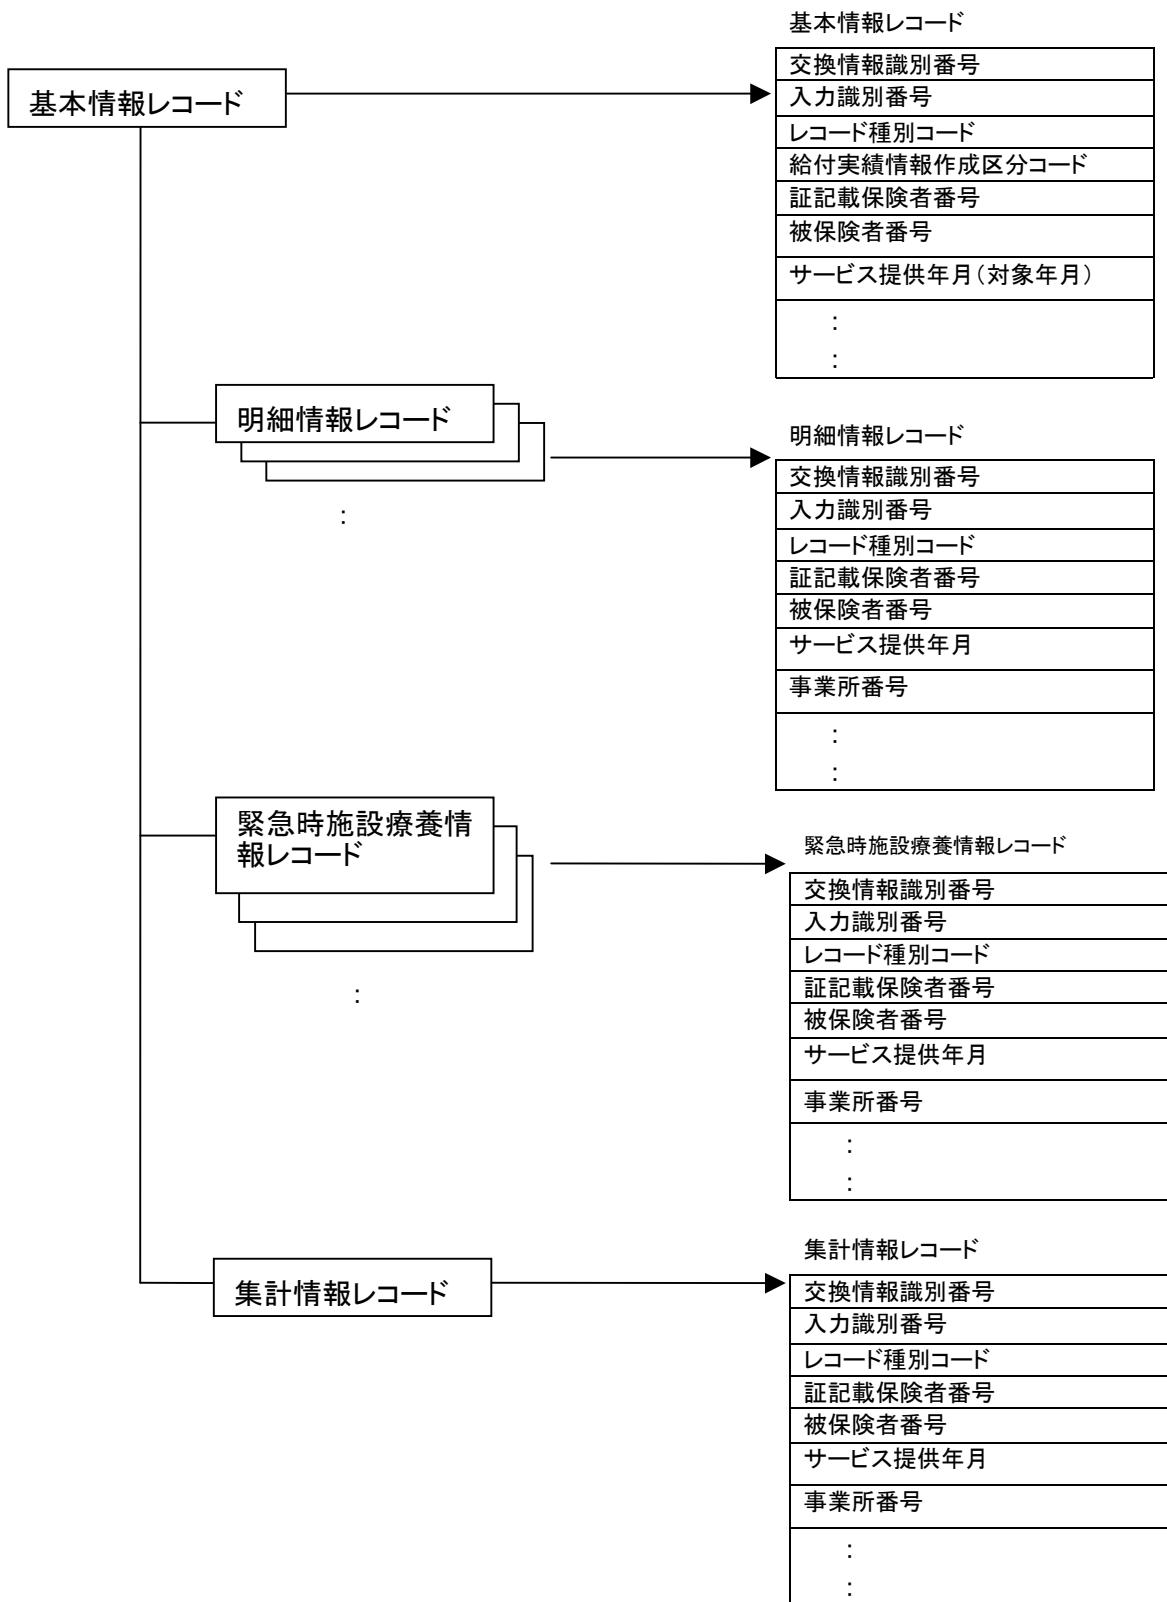 基本情報レコード
基本情報レコード
交換情報識別番号
入力識別番号
レコード種別コード
給付実績情報作成区分コード
証記載保険者番号
被保険者番号
サービス提供年月（対象年月）
：
：
明細情報レコード
：
明細情報レコード
交換情報識別番号
入力識別番号
レコード種別コード
証記載保険者番号
被保険者番号
サービス提供年月
事業所番号
：
：
緊急時施設療養情
報レコード
：
緊急時施設療養情報レコード
交換情報識別番号
入力識別番号
レコード種別コード
証記載保険者番号
被保険者番号
サービス提供年月
事業所番号
：
：
集計情報レコード
集計情報レコード
交換情報識別番号
入力識別番号
レコード種別コード
証記載保険者番号
被保険者番号
サービス提供年月
事業所番号
：
：